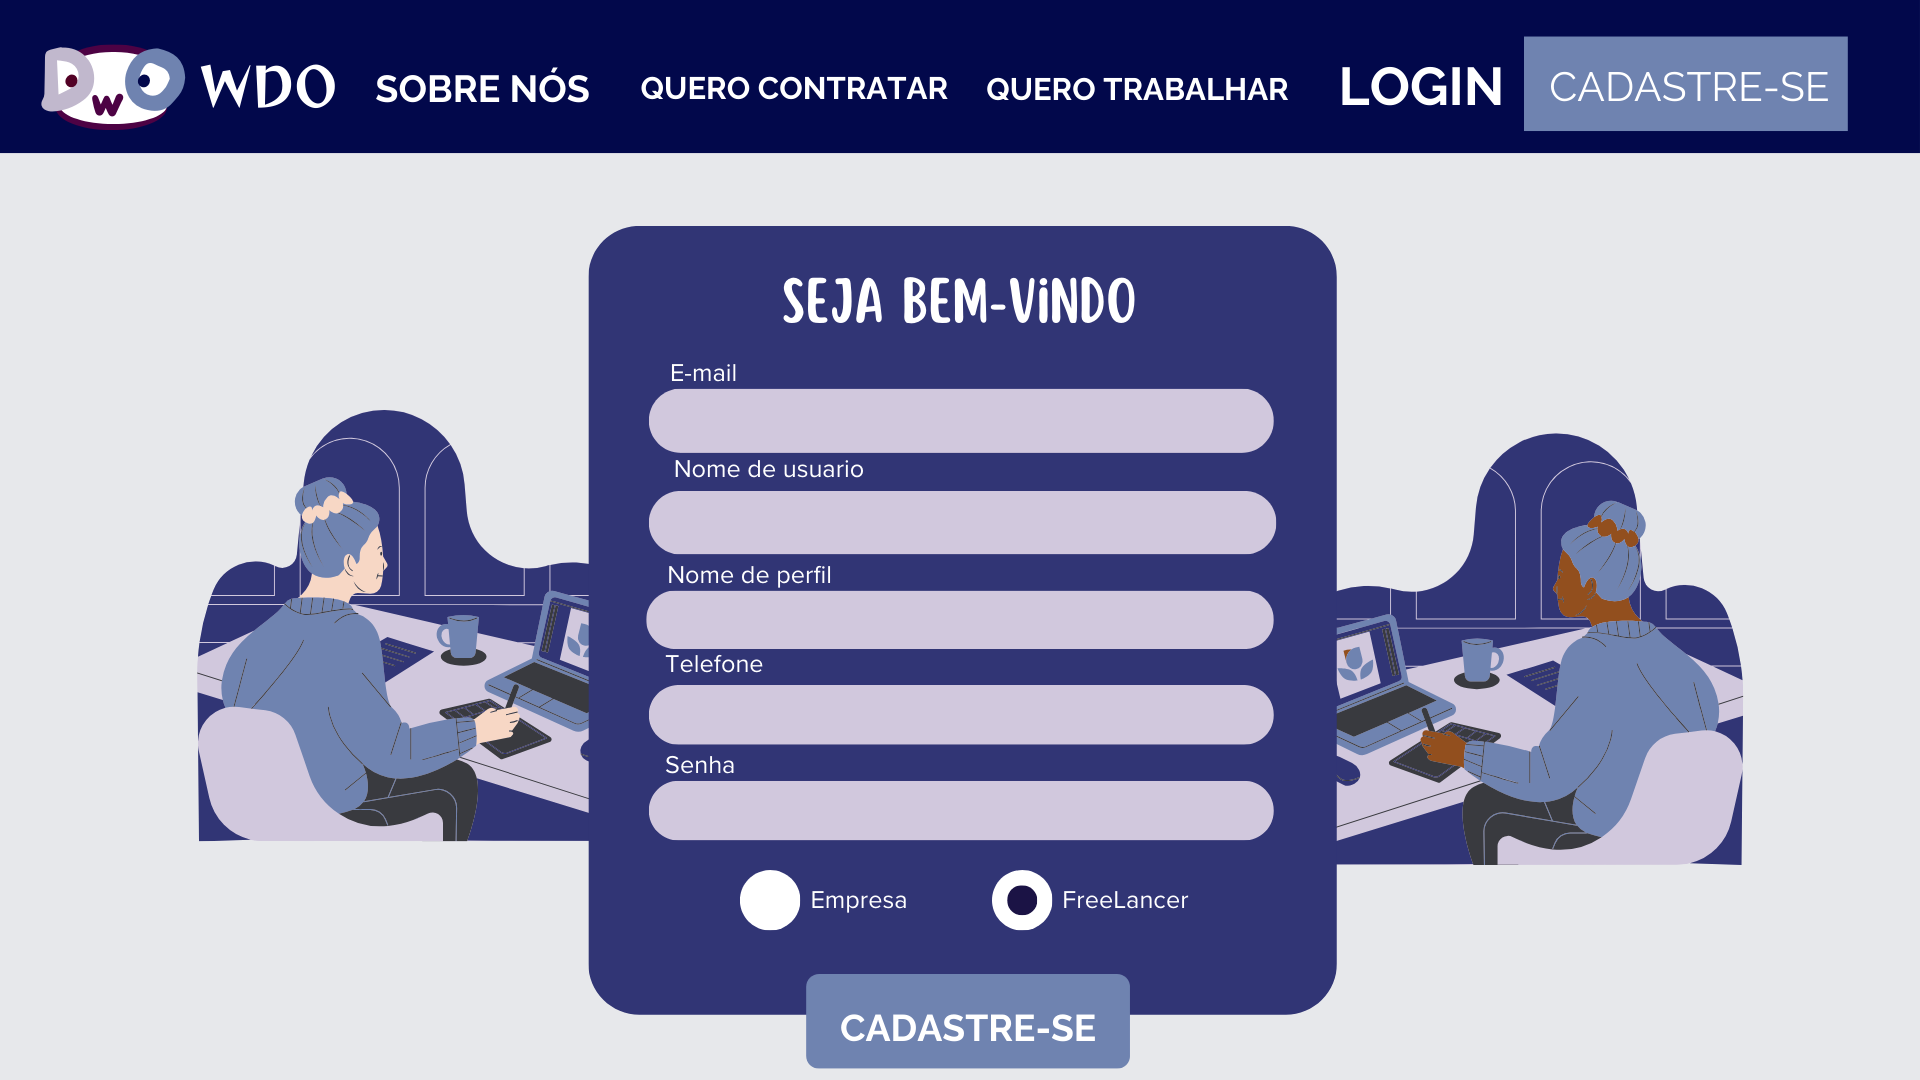 DwO WDO SOBRE NÓS QUERO CONTRATAR QUERO TRABALHAR LOGIN CADASTRE-SE
SEJA BEM-ViNDO
E-mail
Nome de usuario
Nome de perfil
Telefone
Senha
Empresa FreeLancer
CADASTRE-SE